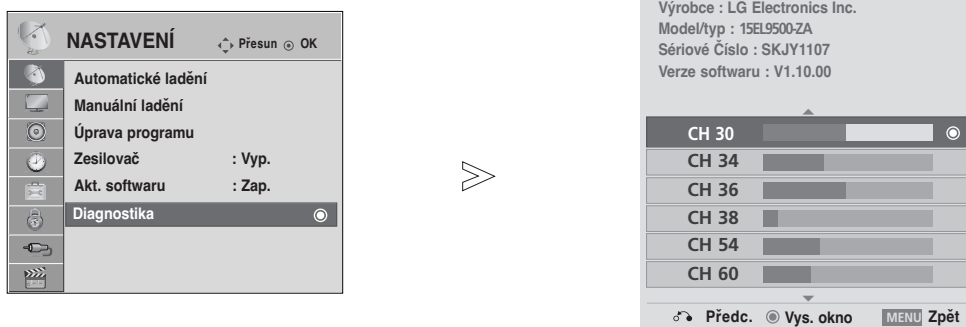 NASTAVENÍ Přesun OK
Automatické ladění
Manuální ladění
Úprava programu
Zesilovač : Vyp.
Akt. softwaru : Zap.
Diagnostika
Výrobce : LG Electronics Inc.
Model/typ : 15EL9500-ZA
Sériové Číslo : SKJY1107
Verze softwaru : V1.10.00
CH 30
CH 34
CH 36
CH 38
CH 54
CH 60
Předc. Vys. okno MENU Zpět